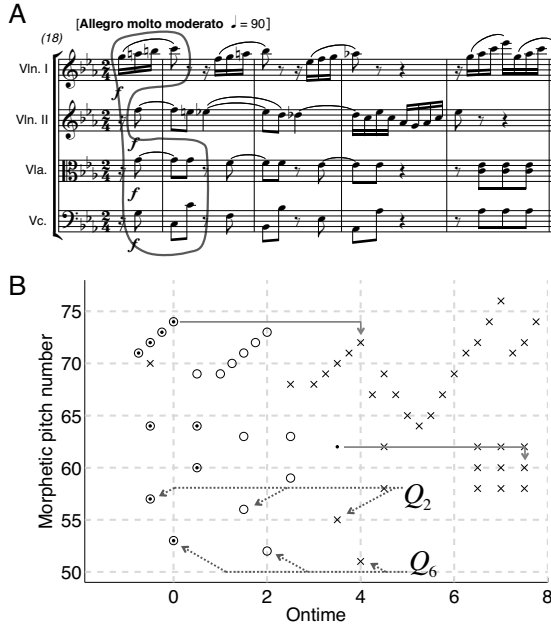 A
[Allegro molto moderato ♩ = 90]
(18)
Vln. I
f
Vln. II
f
Vla.
f
Vc.
f
B
75
70
65
60
55
50
Morphetic pitch number
Q2
Q6
0
2
4
6
8
Ontime